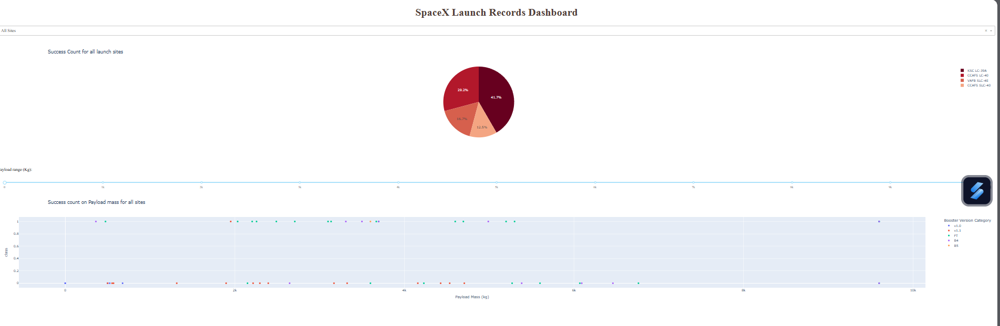 SpaceX Launch Records Dashboard
All Sites
Success Count for all launch sites
KSC LC-39A
CCAFS LC-40
VAFB SLC-4E
CCAFS SLC-40
29.2%
41.7%
16.7%
12.5%
ayload range (Kg):
0 1k 2k 3k 4k 5k 6k 7k 8k 9k
Success count on Payload mass for all sites
Booster Version Category
v1.0
v1.1
FT
B4
B5
class
1
0.8
0.6
0.4
0.2
0
0 2k 4k 6k 8k 10k
Payload Mass (kg)